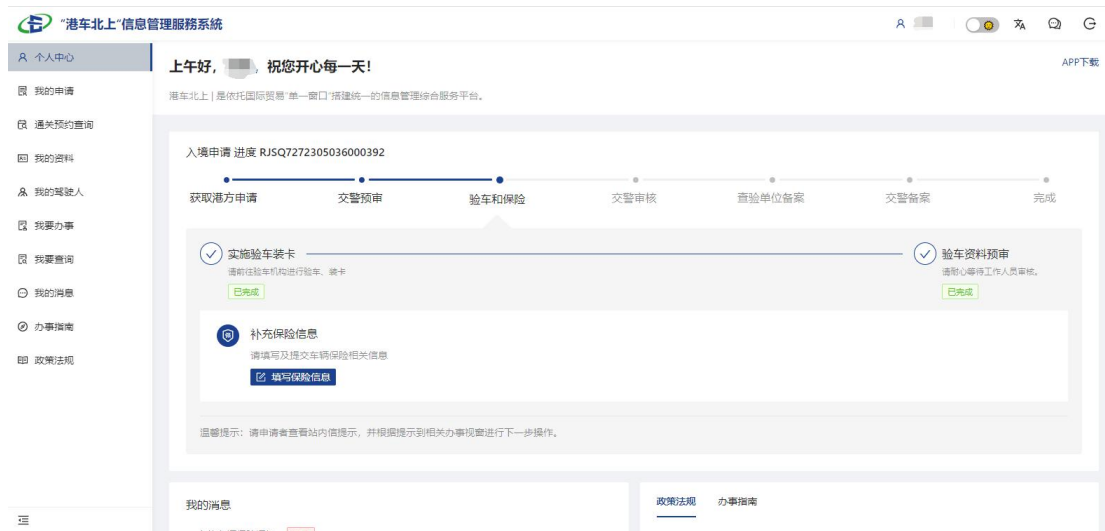 “港车北上”信息管理服務系統
个人中心
我的申请
通关预约查询
我的资料
我的驾驶人
我要办事
我要查询
我的消息
办事指南
政策法规
上午好， ，祝您开心每一天！
APP下载
港车北上 | 是依托国际贸易“单一窗口”搭建统一的信息管理综合服务平台。
入境申请 进度 RJSQ7272305036000392
获取港方申请 交警预审 验车和保险 交警审核 查验单位备案 交警备案 完成
实施验车装卡 验车资料预审
请前往验车机构进行验车、装卡 请耐心等待工作人员审核。
已完成 已完成
补充保险信息
请填写及提交车辆保险相关信息
填写保险信息
温馨提示：请申请者查看站内信提示，并根据提示到相关办事视窗进行下一步操作。
我的消息 政策法规 办事指南